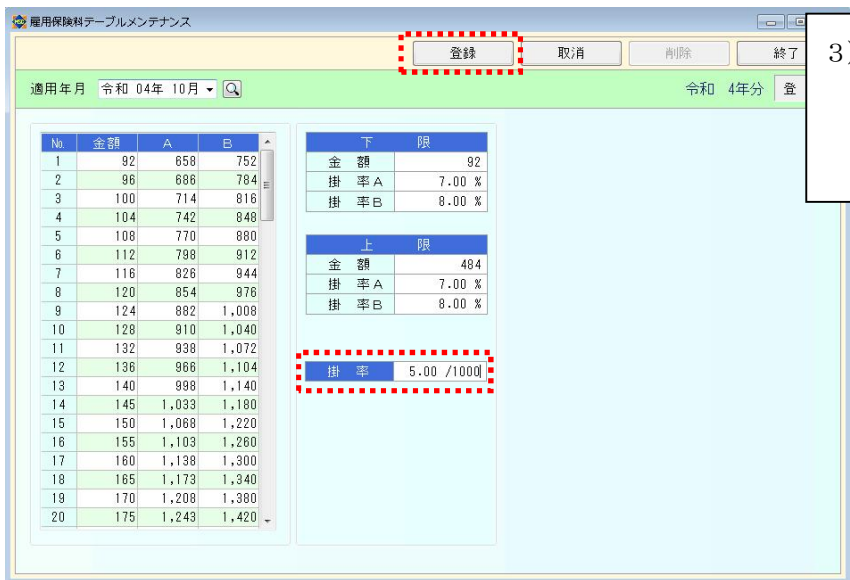 雇用保険料テーブルメンテナンス
登録 取消 削除 終了
3)
適用年月 令和 04年 10月 令和 4年分 登
No. 金額 A B
1 92 658 752
2 96 686 784
3 100 714 816
4 104 742 848
5 108 770 880
6 112 798 912
7 116 826 944
8 120 854 976
9 124 882 1,008
10 128 910 1,040
11 132 938 1,072
12 136 966 1,104
13 140 998 1,140
14 145 1,033 1,180
15 150 1,068 1,220
16 155 1,103 1,260
17 160 1,138 1,300
18 165 1,173 1,340
19 170 1,208 1,380
20 175 1,243 1,420
下 限
金 額 92
掛 率A 7.00 %
掛 率B 8.00 %
上 限
金 額 484
掛 率A 7.00 %
掛 率B 8.00 %
掛 率 5.00 /1000